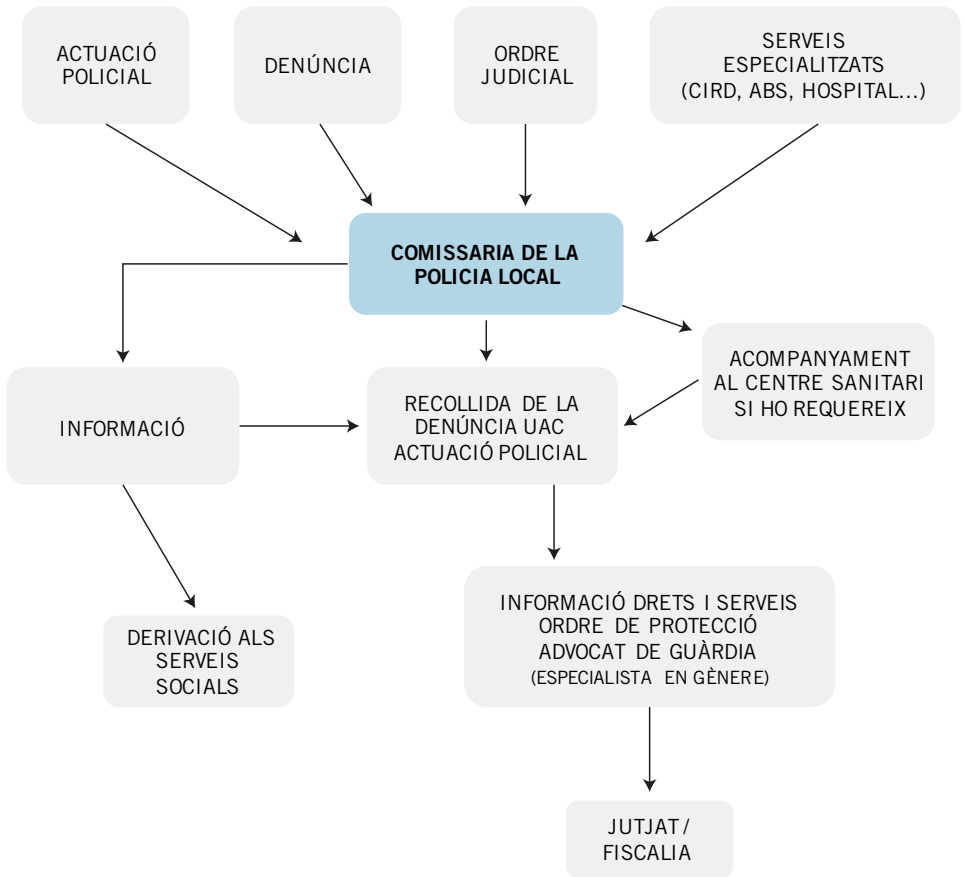 ACTUACIÓ
POLICIAL
DENÚNCIA
ORDRE
JUDICIAL
SERVEIS
ESPECIALITZATS
(CIRD, ABS, HOSPITAL...)
COMISSARIA DE LA
POLICIA LOCAL
INFORMACIÓ
RECOLLIDA DE LA
DENÚNCIA UAC
ACTUACIÓ POLICIAL
ACOMPANYAMENT
AL CENTRE SANITARI
SI HO REQUEREIX
DERIVACIÓ ALS
SERVEIS
SOCIALS
INFORMACIÓ DRETS I SERVEIS
ORDRE DE PROTECCIÓ
ADVOCAT DE GUÀRDIA
(ESPECIALISTA EN GÈNERE)
JUTJAT/
FISCALIA